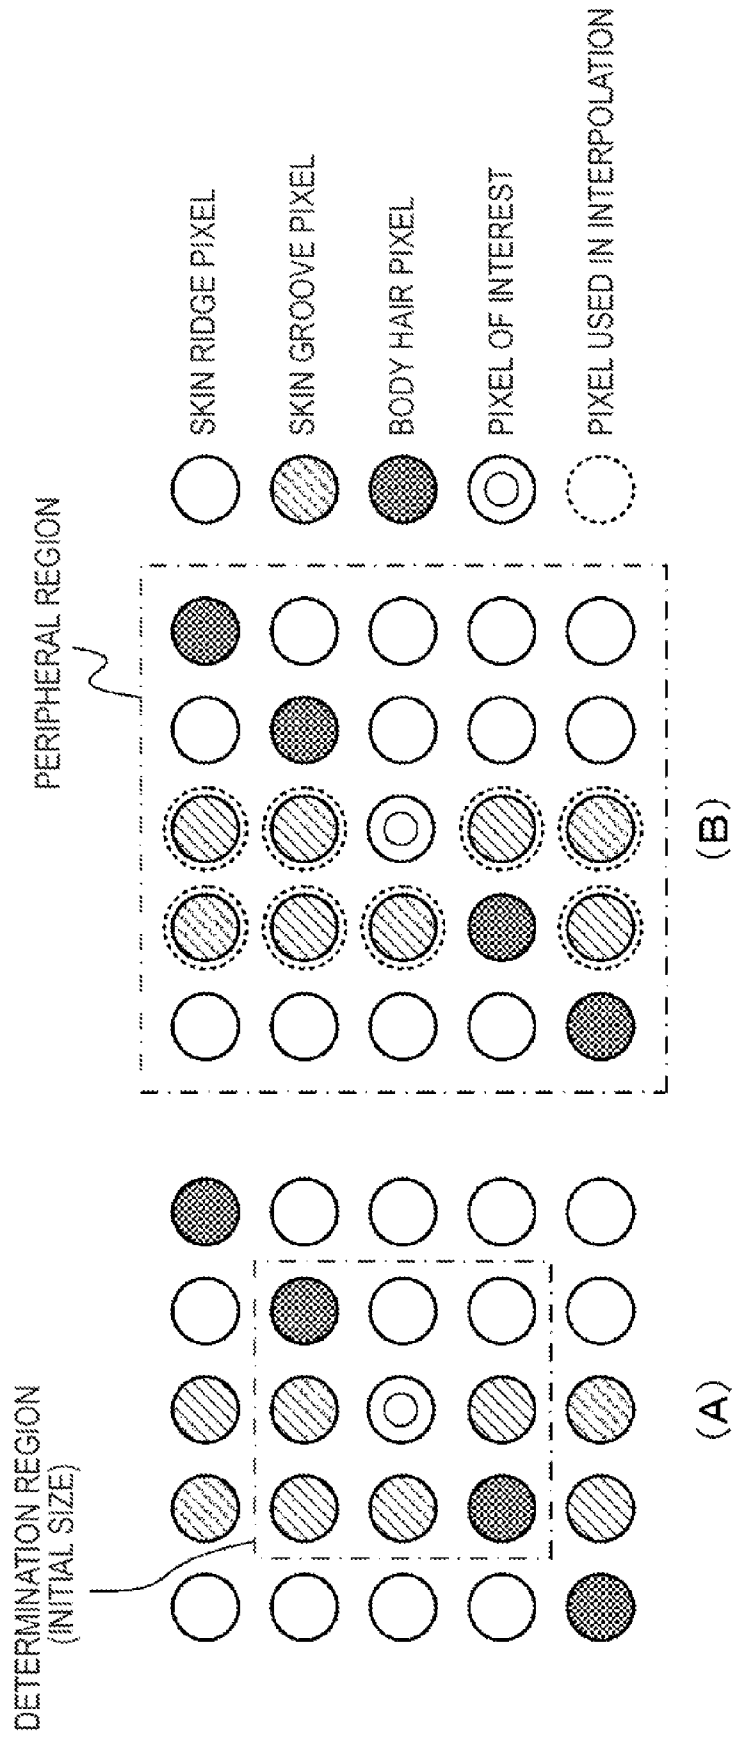 DETERMINATION REGION
(INITIAL SIZE)
(A)
PERIPHERAL REGION
(B)
SKIN RIDGE PIXEL
SKIN GROOVE PIXEL
BODY HAIR PIXEL
PIXEL OF INTEREST
PIXEL USED IN INTERPOLATION